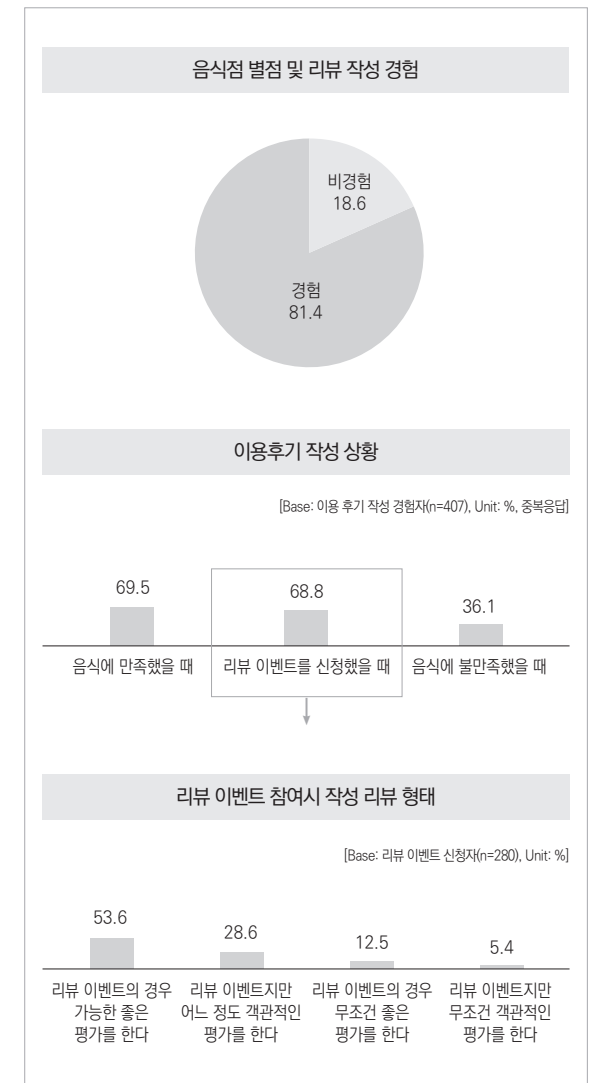 음식점 별점 및 리뷰 작성 경험
비경험
18.6
경험
81.4
이용후기 작성 상황
[Base: 이용 후기 작성 경험자(n=407), Unit: %, 중복응답]
69.5
68.8
36.1
음식에 만족했을 때
리뷰 이벤트를 신청했을 때
음식에 불만족했을 때
리뷰 이벤트 참여시 작성 리뷰 형태
[Base: 리뷰 이벤트 신청자(n=280), Unit: %]
53.6
28.6
12.5
5.4
리뷰 이벤트의 경우
가능한 좋은
평가를 한다
리뷰 이벤트지만
어느 정도 객관적인
평가를 한다
리뷰 이벤트의 경우
무조건 좋은
평가를 한다
리뷰 이벤트지만
무조건 객관적인
평가를 한다